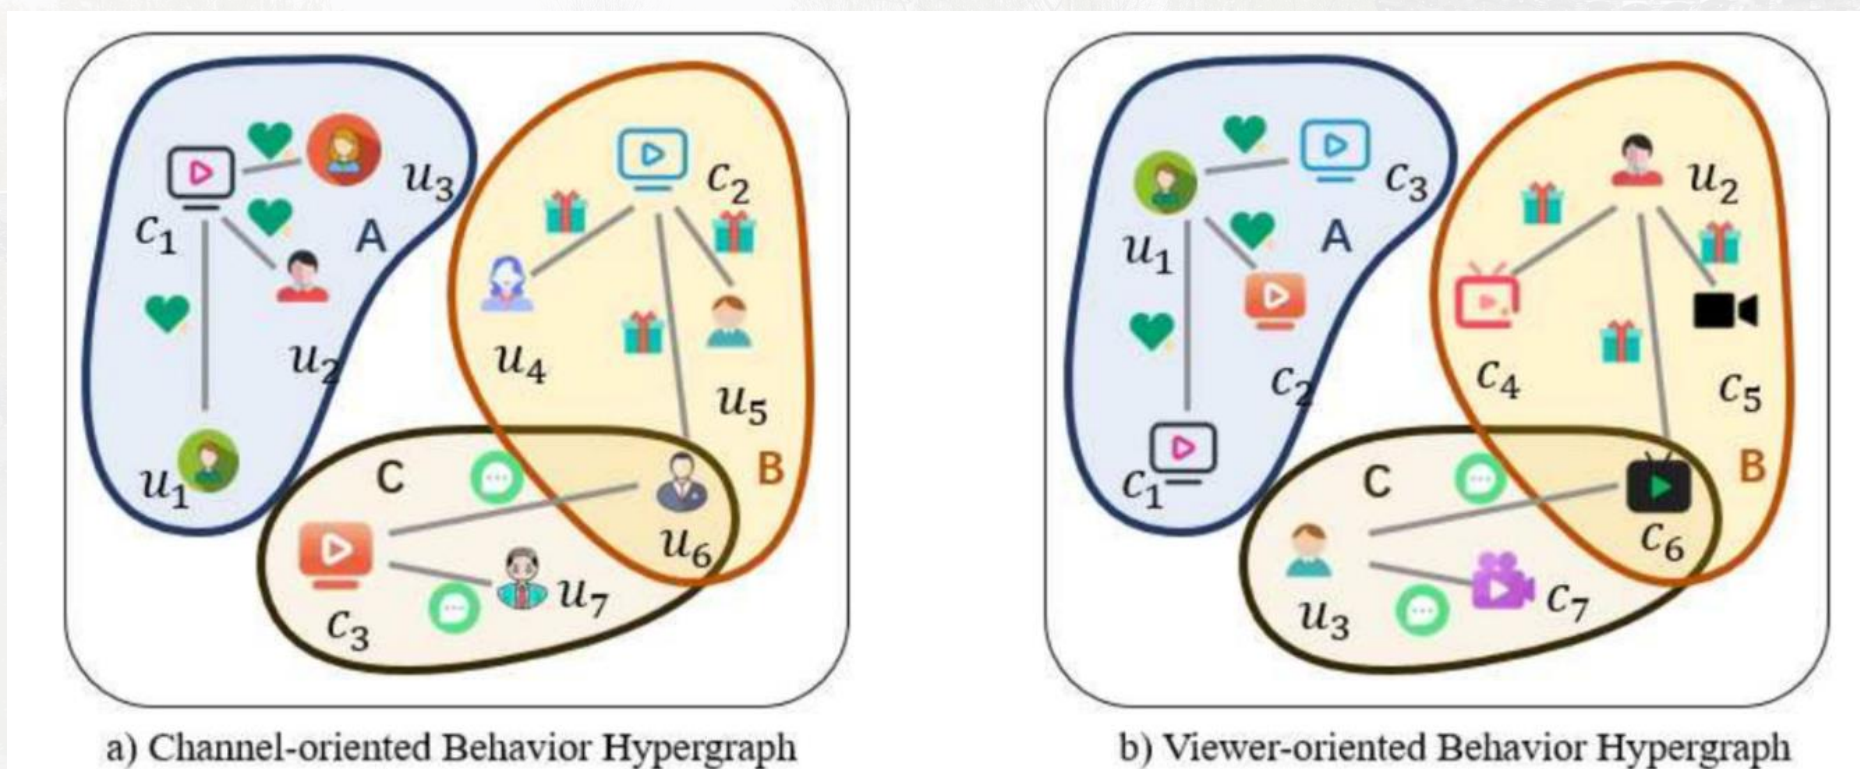 u₃
c₁
A
u₂
u₁
c₂
u₄
u₅
B
C
u₆
u₇
c₃
a) Channel-oriented Behavior Hypergraph
c₃
u₁
A
c₂
c₁
u₂
c₄
c₅
B
C
c₆
u₃
c₇
b) Viewer-oriented Behavior Hypergraph